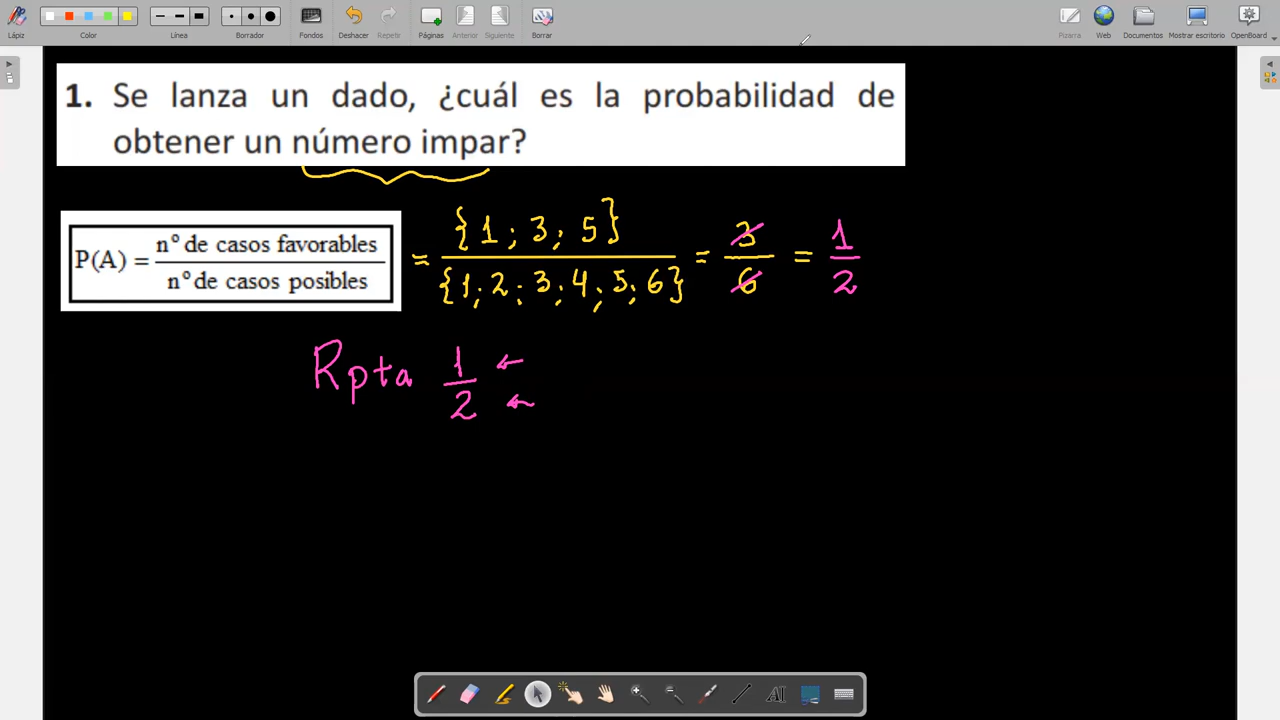 Lápiz Color Línea Borrador Fondos Deshacer Repetir Páginas Anterior Siguiente Borrar Pizarra Web Documentos Mostrar escritorio OpenBoard
1. Se lanza un dado, ¿cuál es la probabilidad de
obtener un número impar?
P(A) = n° de casos favorables / n° de casos posibles = {1; 3; 5} / {1; 2; 3; 4; 5; 6} = 3/6 = 1/2
Rpta 1/2
AI